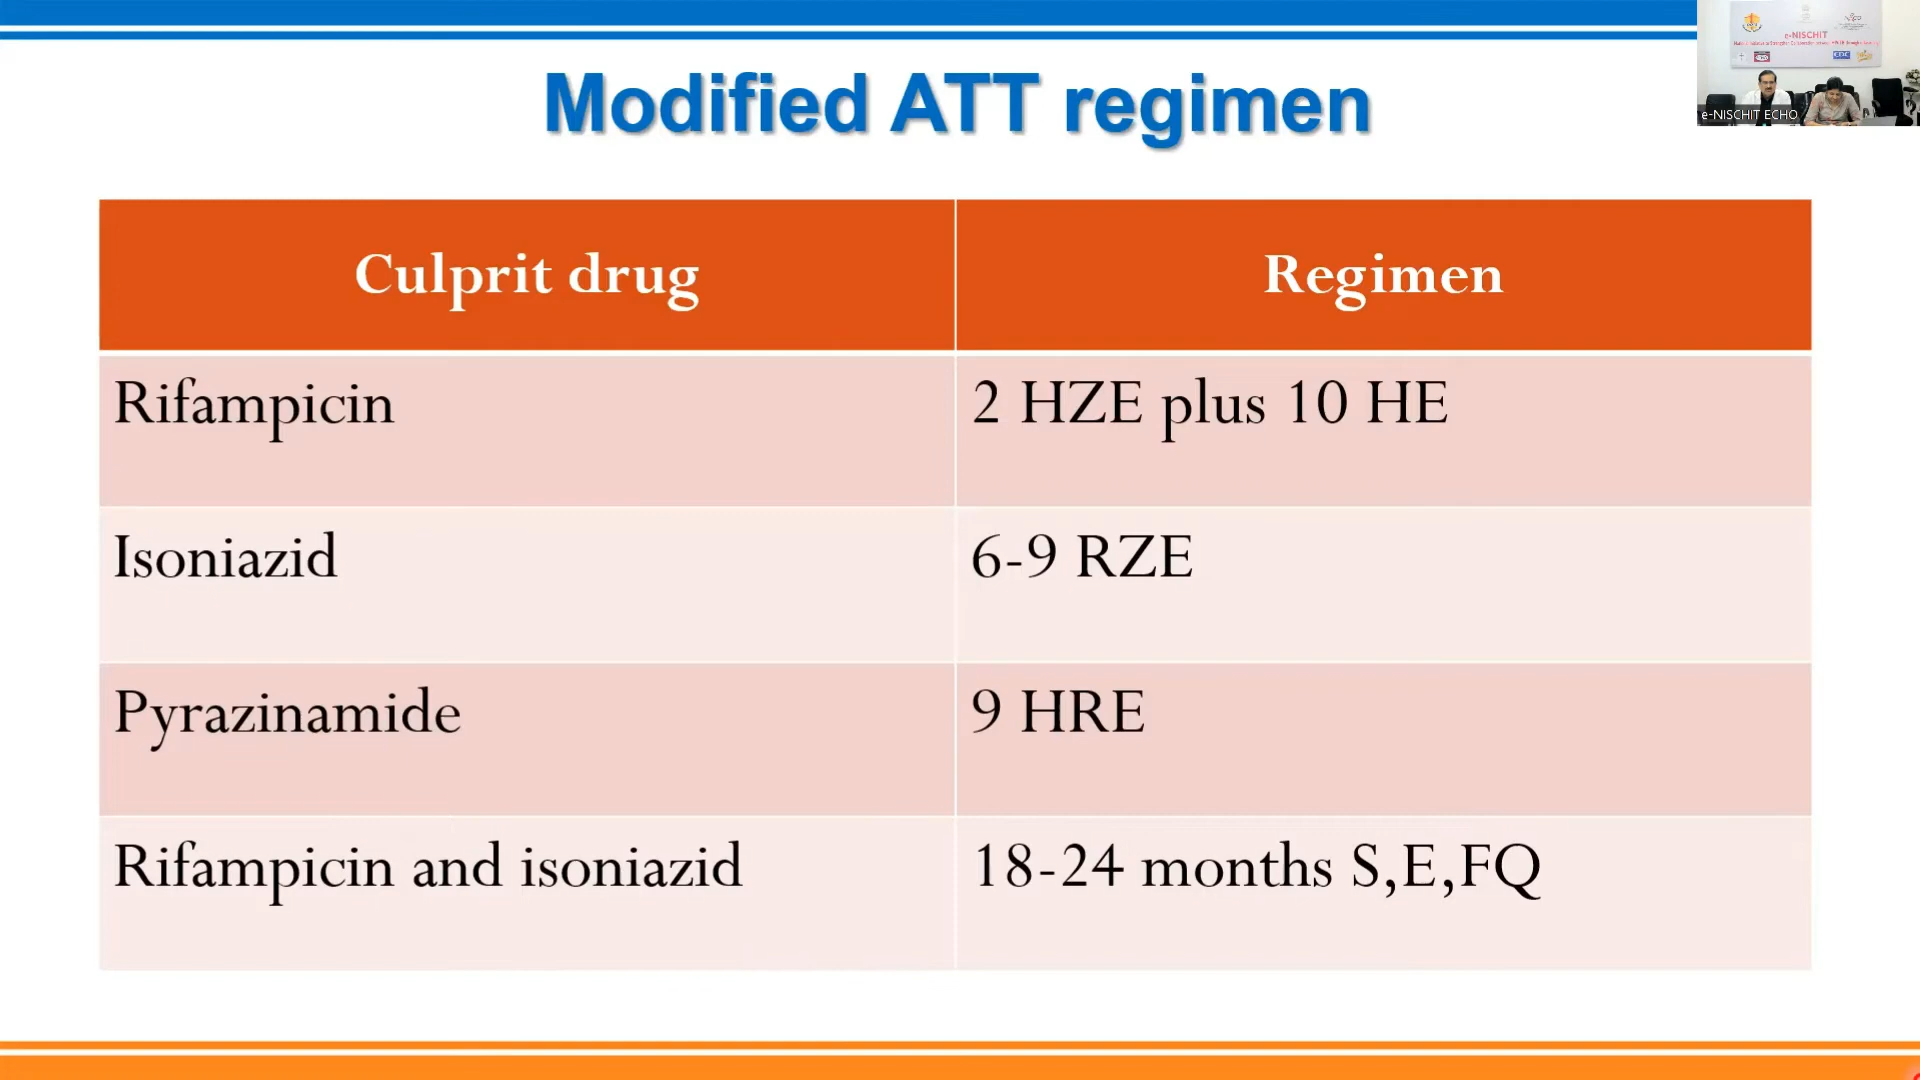 Modified ATT regimen
e-NISCHIT
e-NISCHIT ECHO
Culprit drug Regimen
Rifampicin 2 HZE plus 10 HE
Isoniazid 6-9 RZE
Pyrazinamide 9 HRE
Rifampicin and isoniazid 18-24 months S,E,FQ